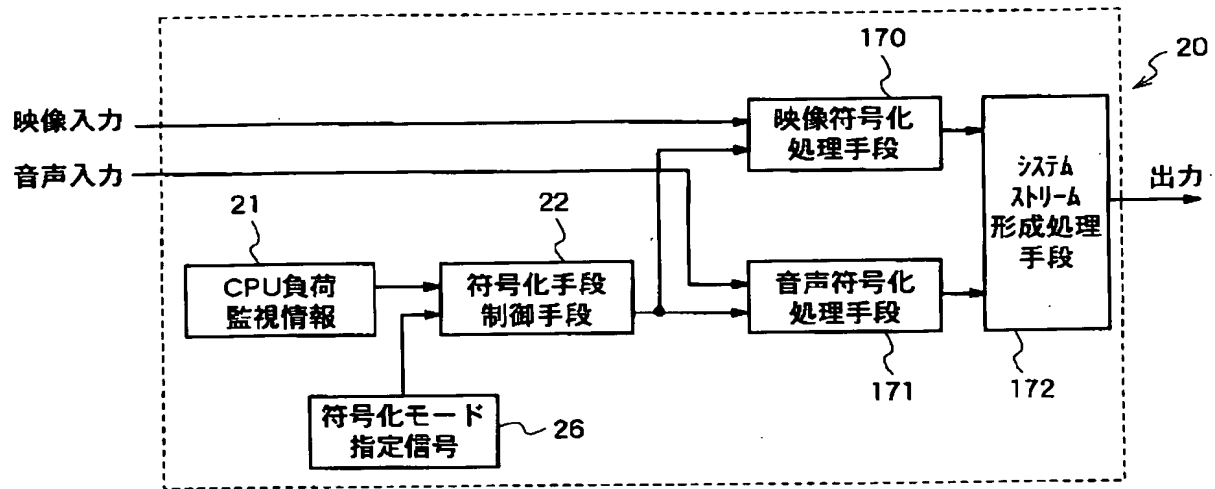 170
20
映像入力
映像符号化
処理手段
音声入力
システム
ストリーム
形成処理
手段
出力
21
22
CPU負荷
監視情報
符号化手段
制御手段
音声符号化
処理手段
171
172
符号化モード
指定信号
26